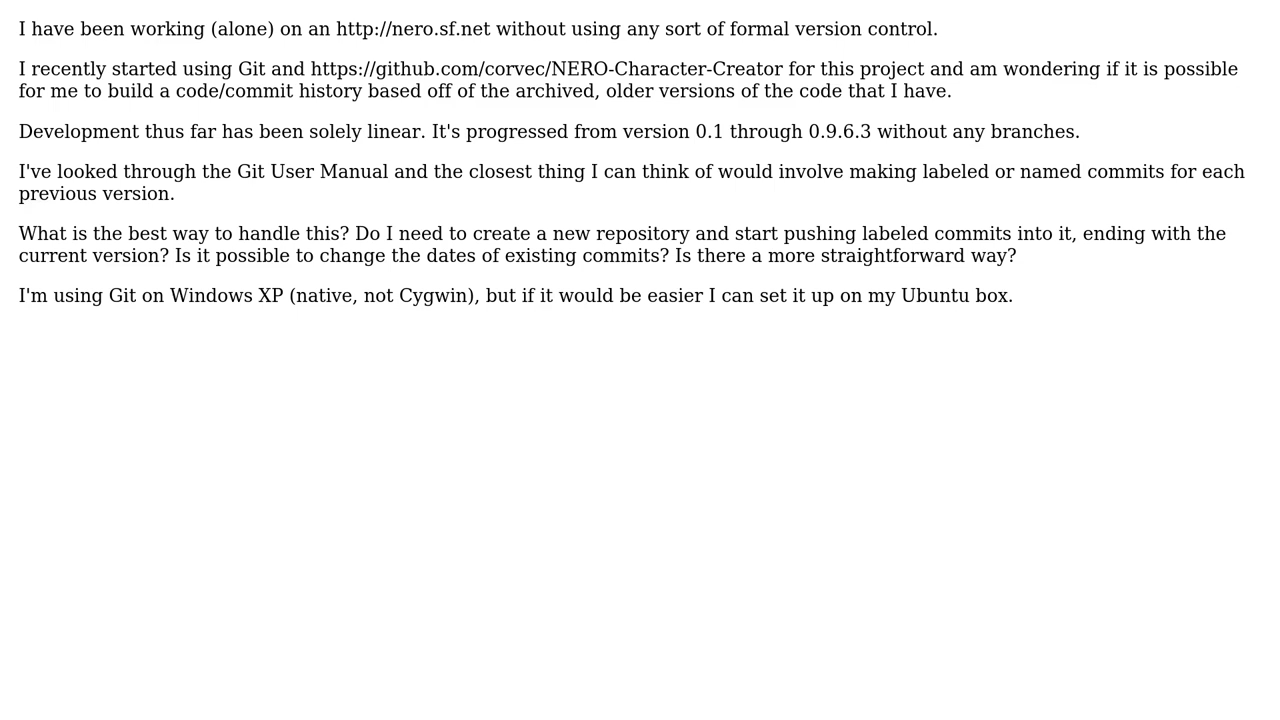 I have been working (alone) on an http://nero.sf.net without using any sort of formal version control.
I recently started using Git and https://github.com/corvec/NERO-Character-Creator for this project and am wondering if it is possible
for me to build a code/commit history based off of the archived, older versions of the code that I have.
Development thus far has been solely linear. It's progressed from version 0.1 through 0.9.6.3 without any branches.
I've looked through the Git User Manual and the closest thing I can think of would involve making labeled or named commits for each
previous version.
What is the best way to handle this? Do I need to create a new repository and start pushing labeled commits into it, ending with the
current version? Is it possible to change the dates of existing commits? Is there a more straightforward way?
I'm using Git on Windows XP (native, not Cygwin), but if it would be easier I can set it up on my Ubuntu box.